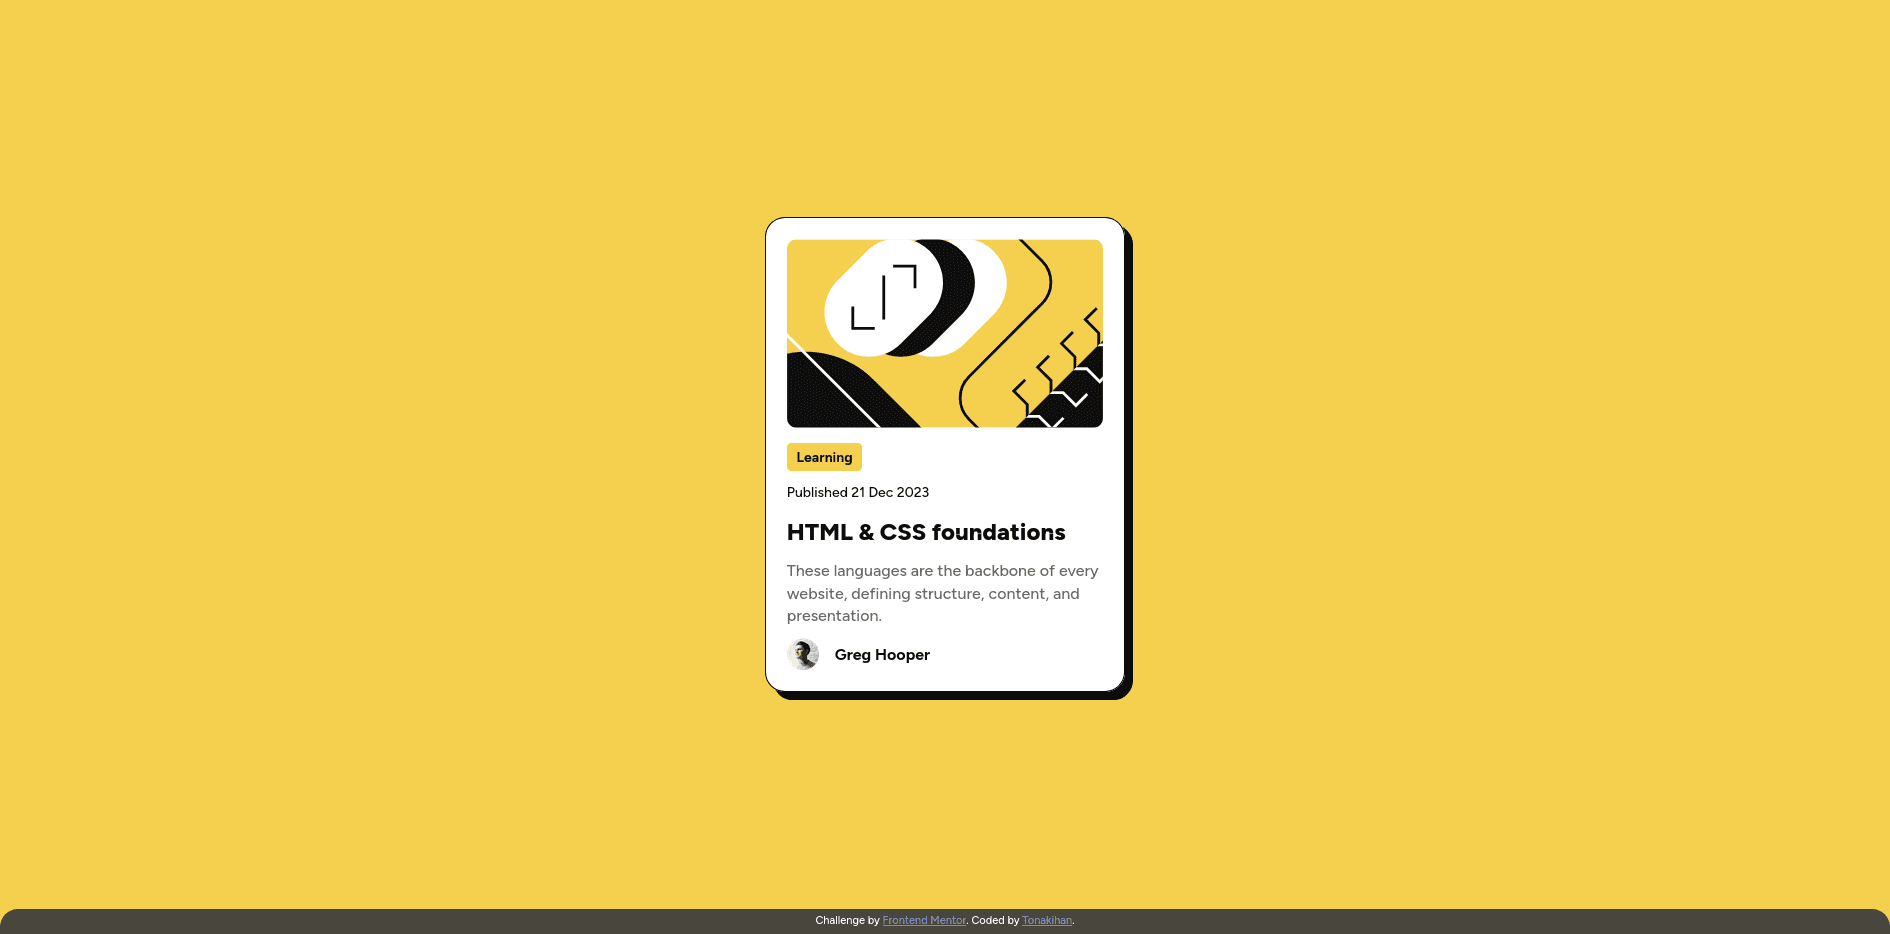 Learning
Published 21 Dec 2023
HTML & CSS foundations
These languages are the backbone of every
website, defining structure, content, and
presentation.
Greg Hooper
Challenge by Frontend Mentor. Coded by Tonakihan.